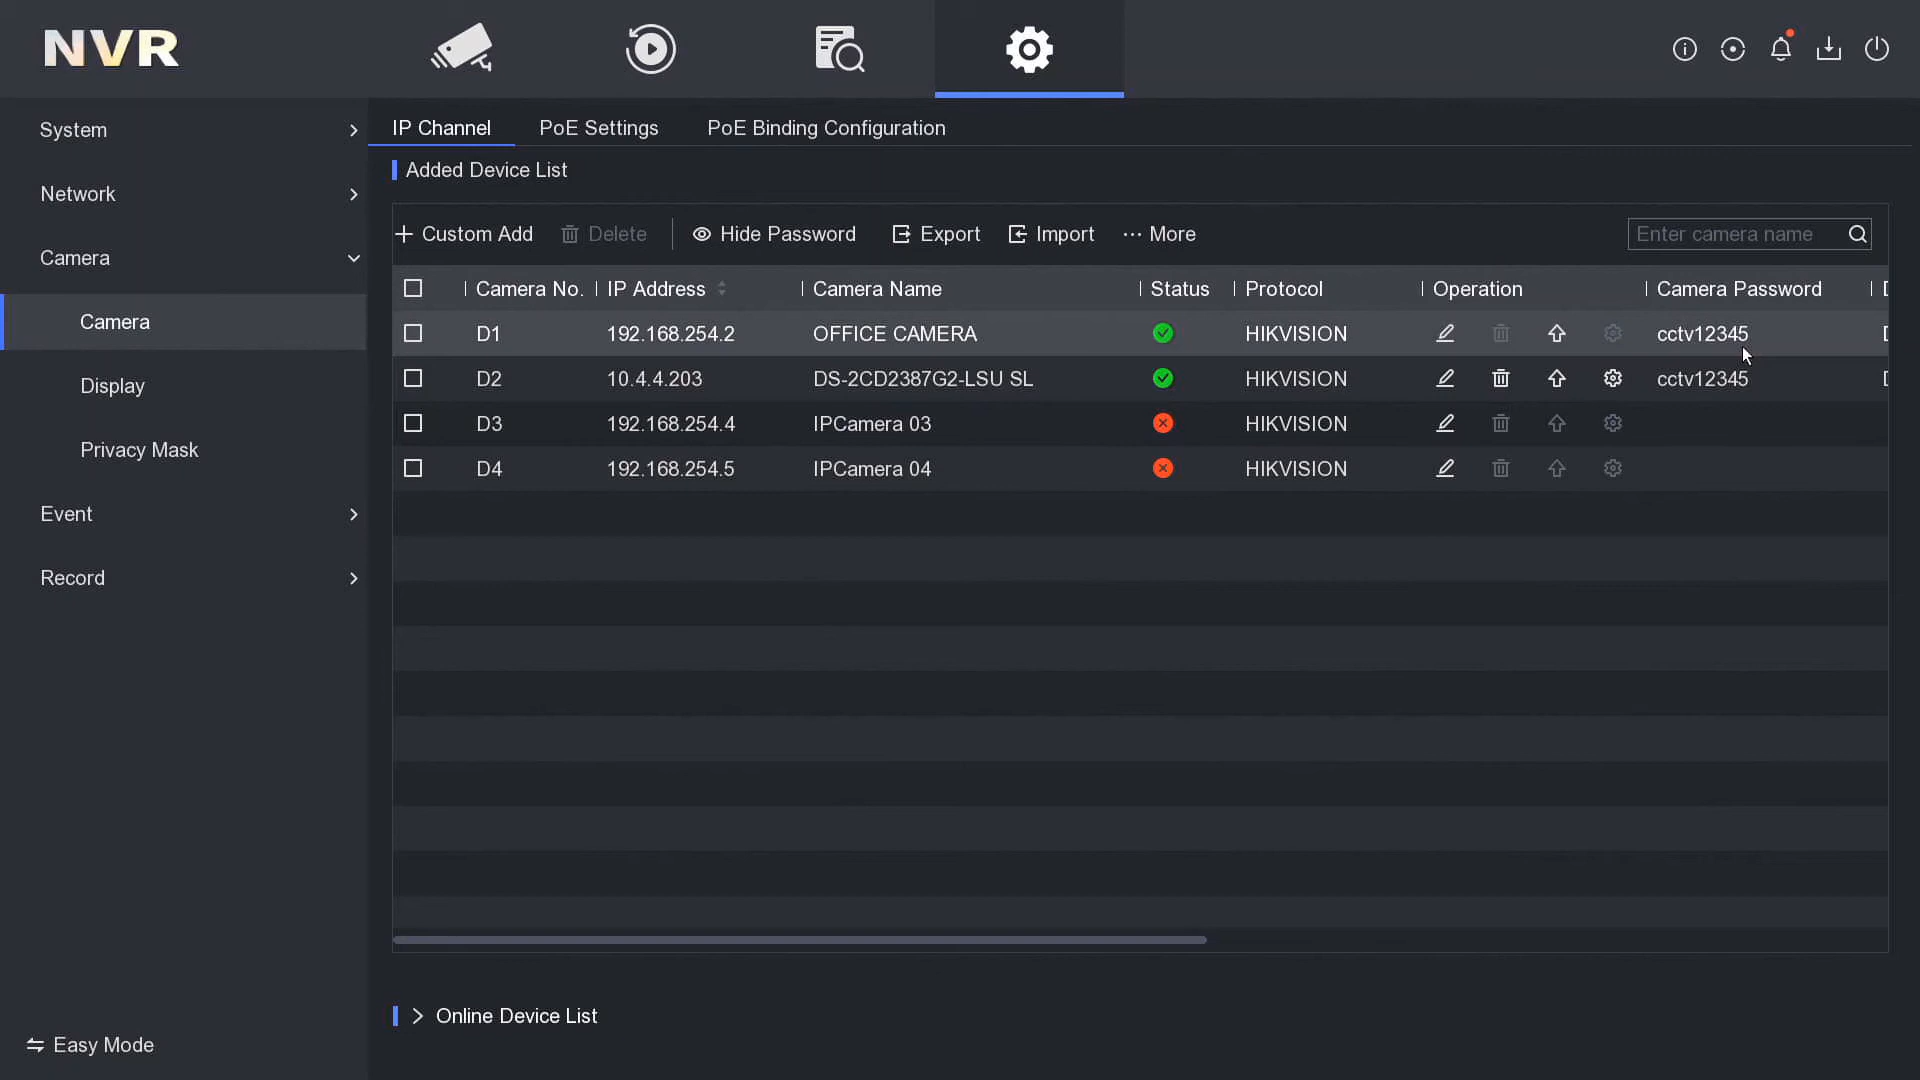 NVR
System
Network
Camera
Camera
Display
Privacy Mask
Event
Record
Easy Mode
IP Channel PoE Settings PoE Binding Configuration
Added Device List
Custom Add Delete Hide Password Export Import ··· More Enter camera name
Camera No. IP Address Camera Name Status Protocol Operation Camera Password
D1 192.168.254.2 OFFICE CAMERA HIKVISION cctv12345
D2 10.4.4.203 DS-2CD2387G2-LSU SL HIKVISION cctv12345
D3 192.168.254.4 IPCamera 03 HIKVISION
D4 192.168.254.5 IPCamera 04 HIKVISION
Online Device List